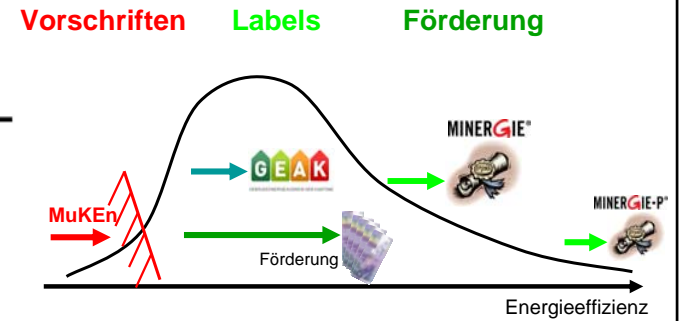 Vorschriften Labels Förderung
MINERGIE®
GEAK
MINERGIE-P®
MuKEn
Förderung
Energieeffizienz